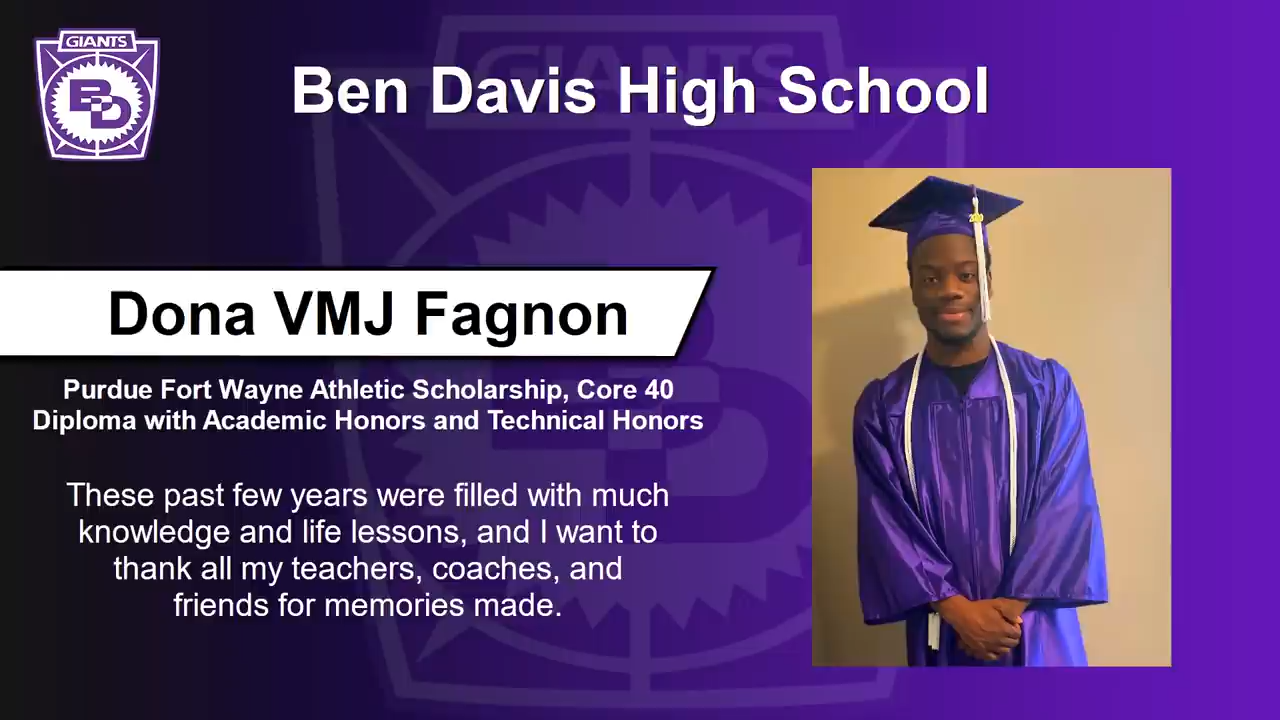 GIANTS
BD
GIANTS
Ben Davis High School
2020
Dona VMJ Fagnon
Purdue Fort Wayne Athletic Scholarship, Core 40
Diploma with Academic Honors and Technical Honors
These past few years were filled with much
knowledge and life lessons, and I want to
thank all my teachers, coaches, and
friends for memories made.